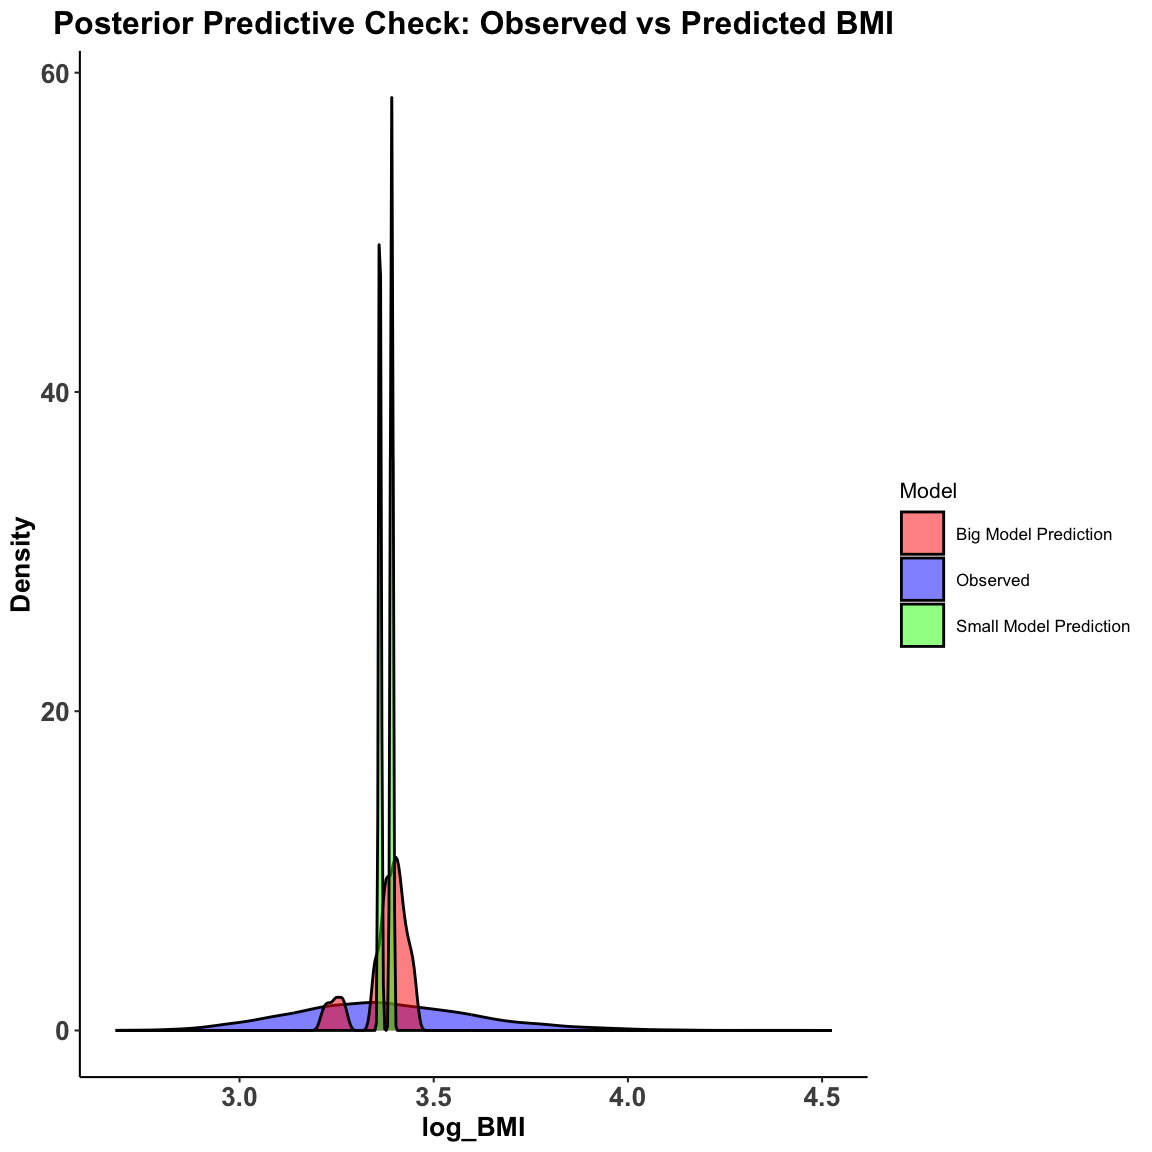 Posterior Predictive Check: Observed vs Predicted BMI
60
40
20
0
Density
3.0 3.5 4.0 4.5
log_BMI
Model
Big Model Prediction
Observed
Small Model Prediction